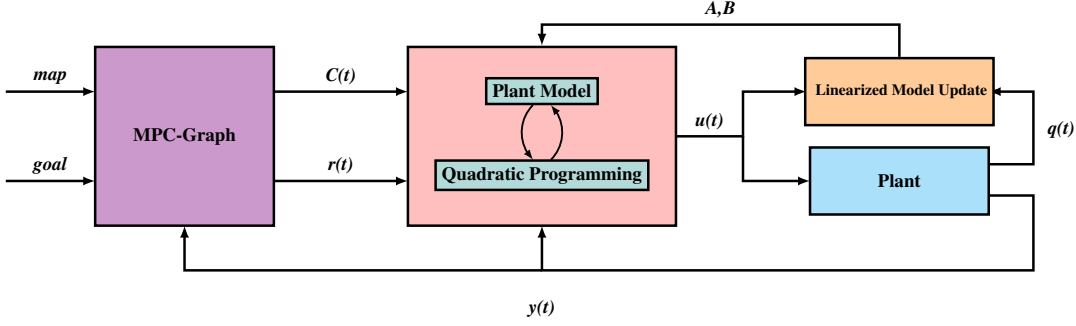 A,B
map
C(t)
Plant Model
Linearized Model Update
MPC-Graph
u(t)
q(t)
goal
r(t)
Quadratic Programming
Plant
y(t)